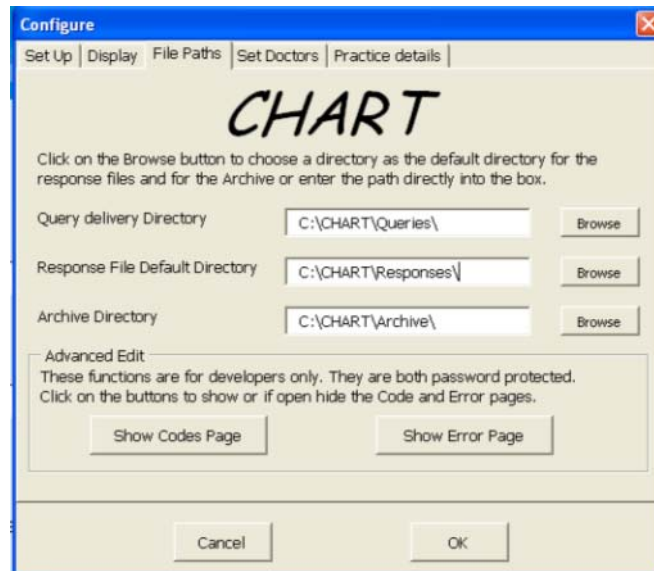 Configure
Set Up Display File Paths Set Doctors Practice details
CHART
Click on the Browse button to choose a directory as the default directory for the
response files and for the Archive or enter the path directly into the box.
Query delivery Directory C:\CHART\Queries\ Browse
Response File Default Directory C:\CHART\Responses\ Browse
Archive Directory C:\CHART\Archive\ Browse
Advanced Edit
These functions are for developers only. They are both password protected.
Click on the buttons to show or if open hide the Code and Error pages.
Show Codes Page Show Error Page
Cancel OK